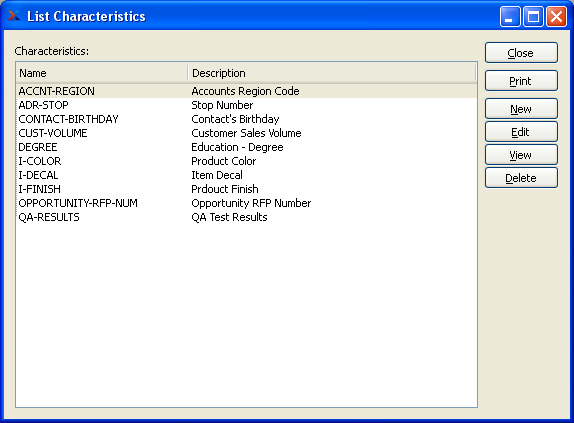 List Characteristics
Characteristics:
Name Description
ACCNT-REGION Accounts Region Code
ADR-STOP Stop Number
CONTACT-BIRTHDAY Contact's Birthday
CUST-VOLUME Customer Sales Volume
DEGREE Education - Degree
I-COLOR Product Color
I-DECAL Item Decal
I-FINISH Prdouct Finish
OPPORTUNITY-RFP-NUM Opportunity RFP Number
QA-RESULTS QA Test Results
Close
Print
New
Edit
View
Delete